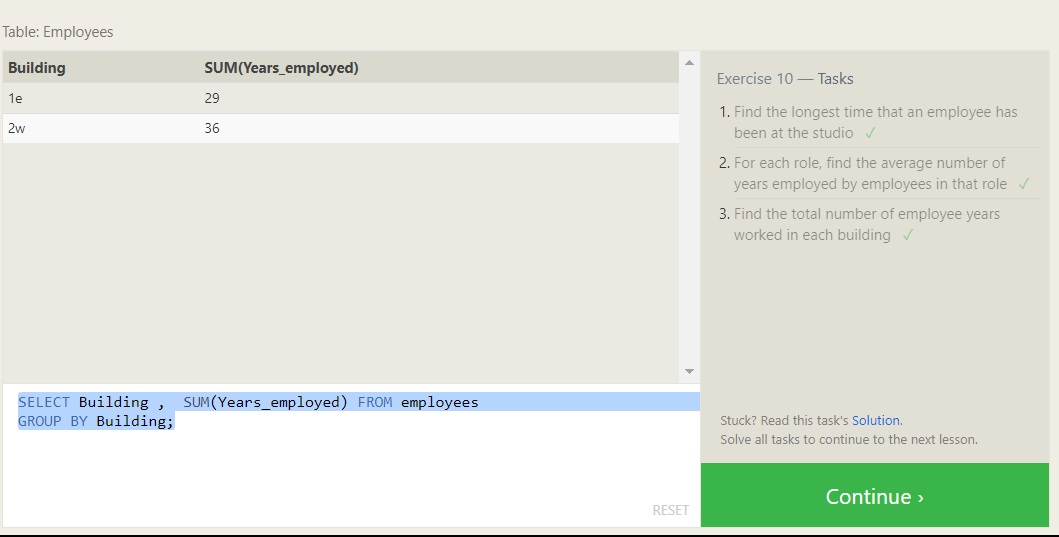 Table: Employees
Building SUM(Years_employed)
1e 29
2w 36
SELECT Building ,  SUM(Years_employed) FROM employees
GROUP BY Building;
RESET
Exercise 10 — Tasks
1. Find the longest time that an employee has
been at the studio ✓
2. For each role, find the average number of
years employed by employees in that role ✓
3. Find the total number of employee years
worked in each building ✓
Stuck? Read this task's Solution.
Solve all tasks to continue to the next lesson.
Continue ›